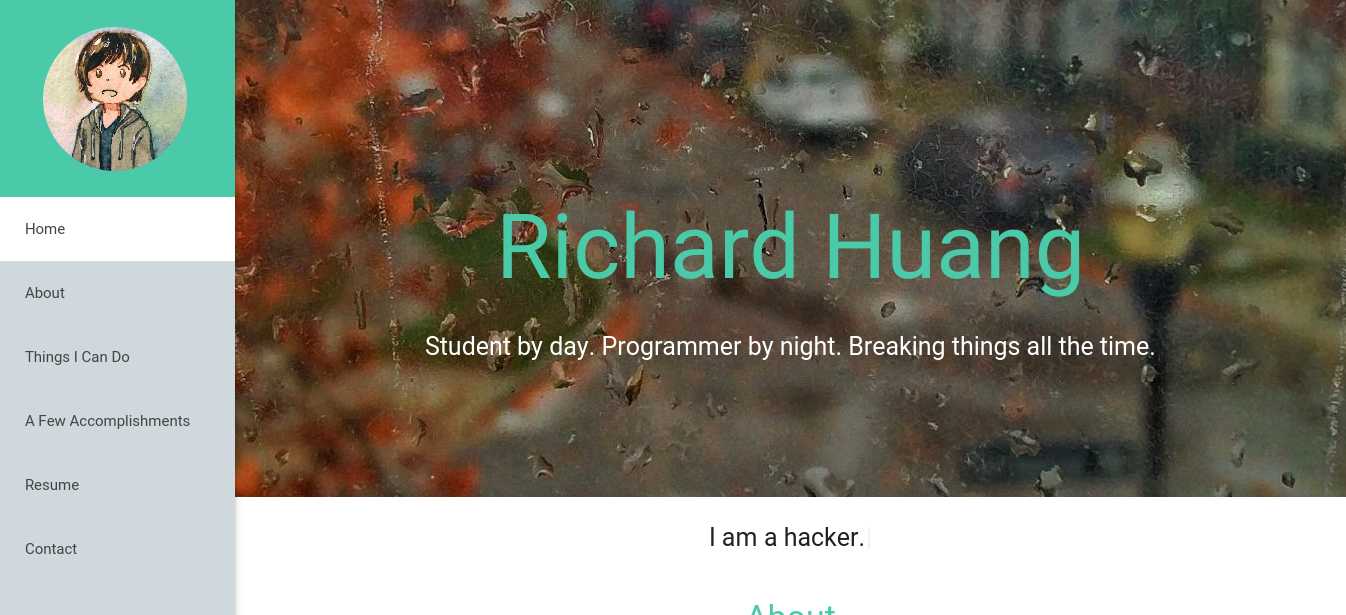 Home
About
Things I Can Do
A Few Accomplishments
Resume
Contact
Richard Huang
Student by day. Programmer by night. Breaking things all the time.
I am a hacker.
About